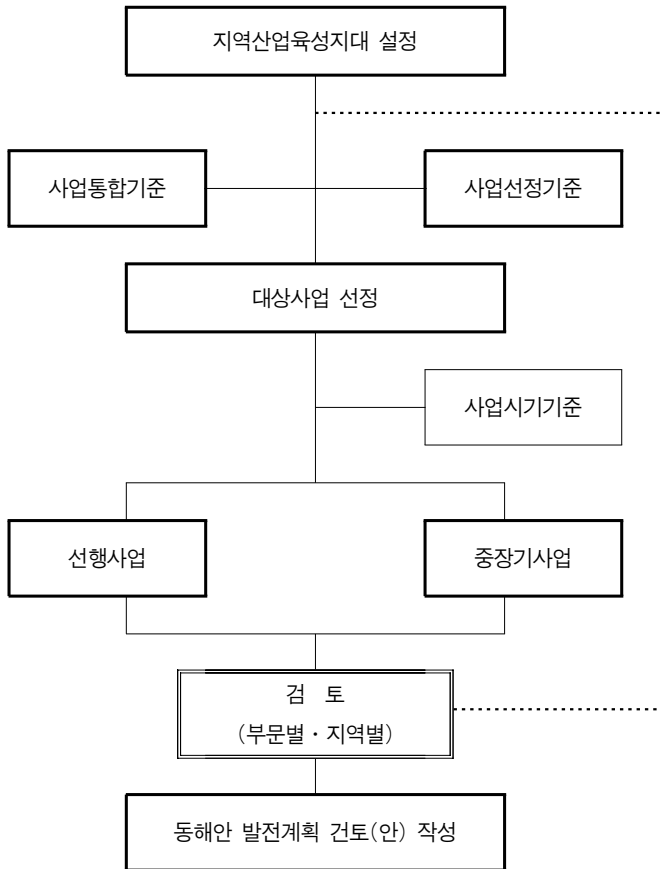 지역산업육성지대 설정
사업통합기준
사업선정기준
대상사업 선정
사업시기기준
선행사업
중장기사업
검 토
(부문별·지역별)
동해안 발전계획 건토(안) 작성